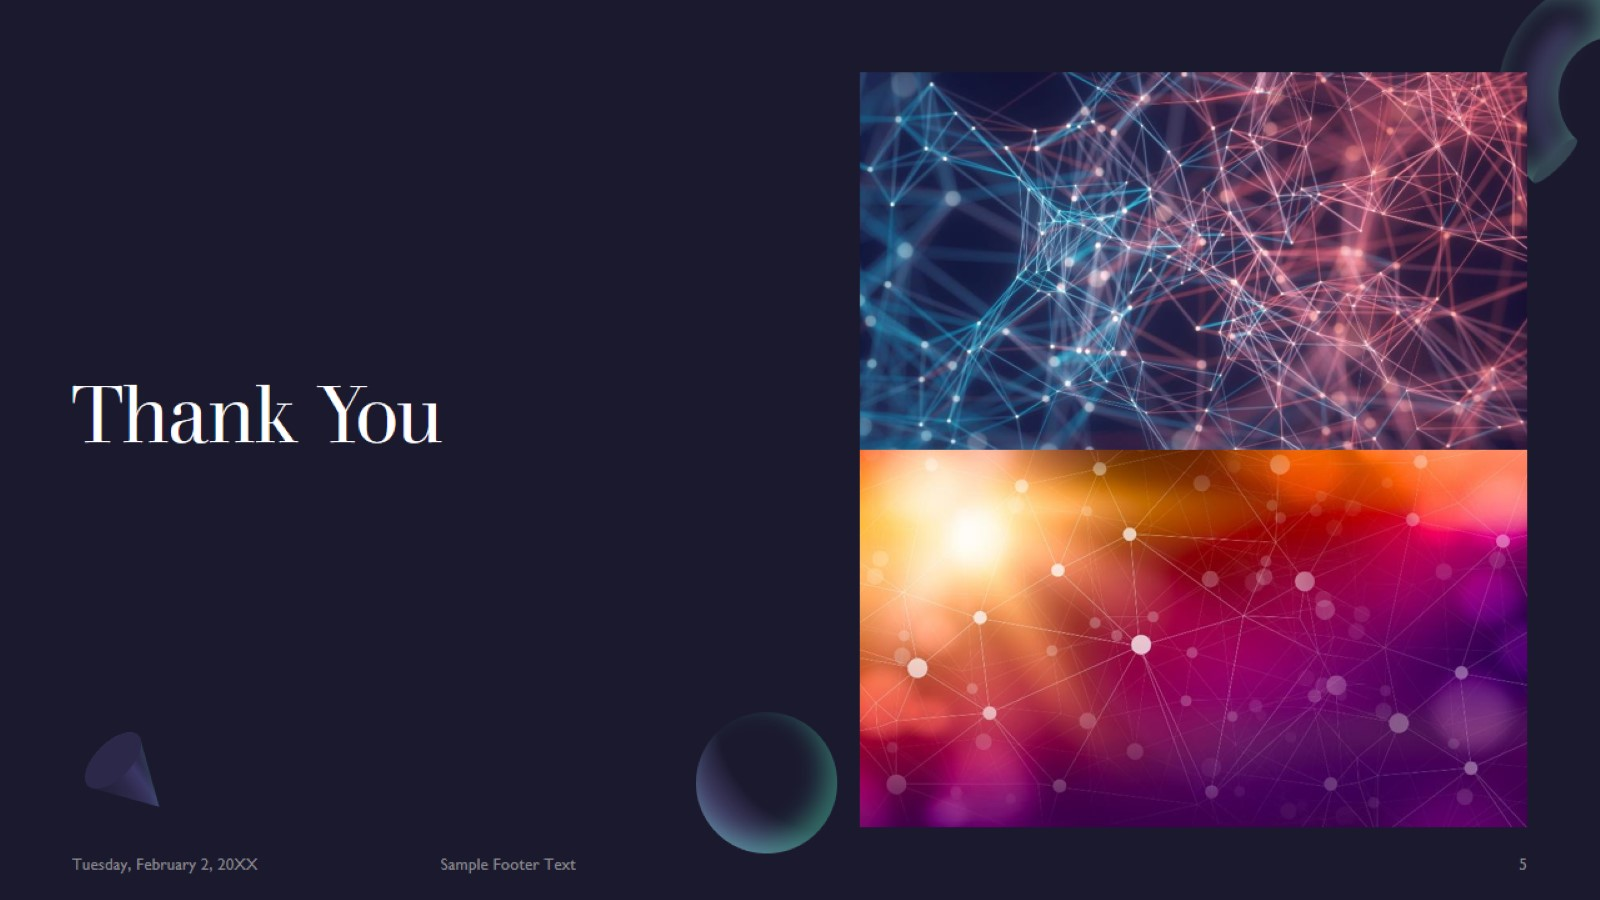 Thank You
Tuesday, February 2, 20XX
Sample Footer Text
5